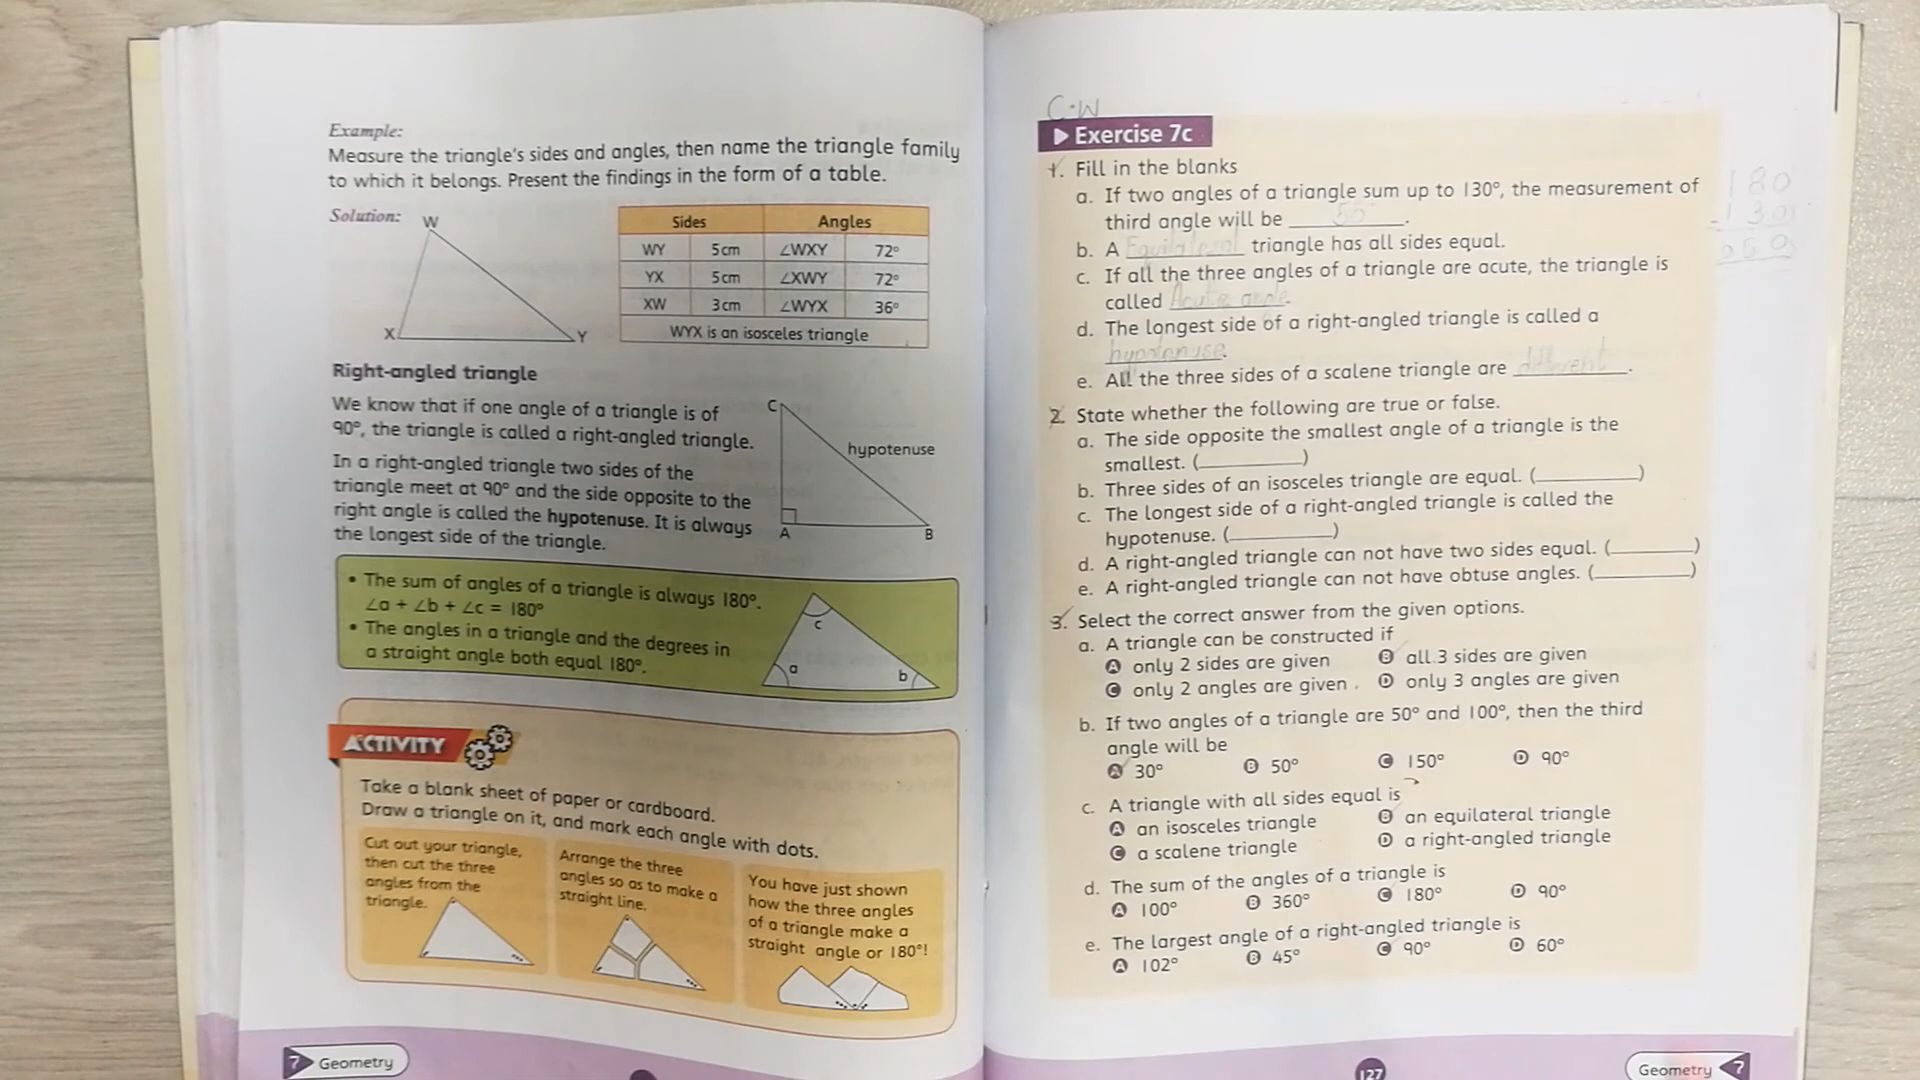 Example:
Measure the triangle's sides and angles, then name the triangle family
to which it belongs. Present the findings in the form of a table.
Solution:
W
X
Y
Sides Angles
WY 5cm ∠WXY 72°
YX 5cm ∠XWY 72°
XW 3cm ∠WYX 36°
WYX is an isosceles triangle
Right-angled triangle
We know that if one angle of a triangle is of
90°, the triangle is called a right-angled triangle.
In a right-angled triangle two sides of the
triangle meet at 90° and the side opposite to the
right angle is called the hypotenuse. It is always
the longest side of the triangle.
C
hypotenuse
A
B
• The sum of angles of a triangle is always 180°.
∠a + ∠b + ∠c = 180°
• The angles in a triangle and the degrees in
a straight angle both equal 180°.
c
a
b
ACTIVITY
Take a blank sheet of paper or cardboard.
Draw a triangle on it, and mark each angle with dots.
Cut out your triangle,
then cut the three
angles from the
triangle.
Arrange the three
angles so as to make a
straight line.
You have just shown
how the three angles
of a triangle make a
straight angle or 180°!
7 Geometry
C.W
Exercise 7c
1. Fill in the blanks
a. If two angles of a triangle sum up to 130°, the measurement of
third angle will be 50°.
b. A Equilateral triangle has all sides equal.
c. If all the three angles of a triangle are acute, the triangle is
called Acute angle.
d. The longest side of a right-angled triangle is called a
hypotenuse.
e. All the three sides of a scalene triangle are different.
180
- 130
050
2. State whether the following are true or false.
a. The side opposite the smallest angle of a triangle is the
smallest. (__________)
b. Three sides of an isosceles triangle are equal. (__________)
c. The longest side of a right-angled triangle is called the
hypotenuse. (__________)
d. A right-angled triangle can not have two sides equal. (________)
e. A right-angled triangle can not have obtuse angles. (_________)
3. Select the correct answer from the given options.
a. A triangle can be constructed if
A only 2 sides are given B all 3 sides are given
C only 2 angles are given D only 3 angles are given
b. If two angles of a triangle are 50° and 100°, then the third
angle will be
A 30° B 50° C 150° D 90°
c. A triangle with all sides equal is
A an isosceles triangle B an equilateral triangle
C a scalene triangle D a right-angled triangle
d. The sum of the angles of a triangle is
A 100° B 360° C 180° D 90°
e. The largest angle of a right-angled triangle is
A 102° B 45° C 90° D 60°
127
Geometry 7